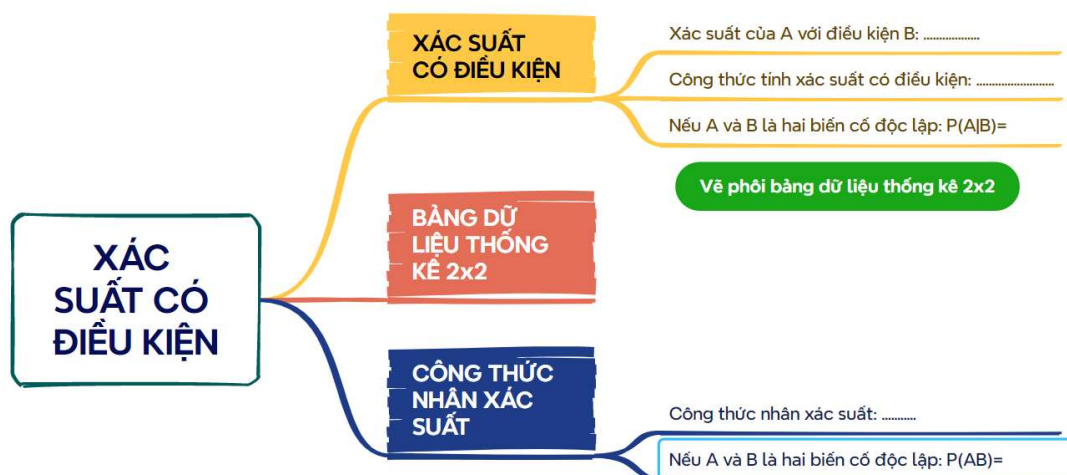 XÁC
SUẤT CÓ
ĐIỀU KIỆN
XÁC SUẤT
CÓ ĐIỀU KIỆN
Xác suất của A với điều kiện B: ..................
Công thức tính xác suất có điều kiện: .........................
Nếu A và B là hai biến cố độc lập: P(A|B)=
Vẽ phôi bảng dữ liệu thống kê 2x2
BẢNG DỮ
LIỆU THỐNG
KÊ 2x2
CÔNG THỨC
NHÂN XÁC
SUẤT
Công thức nhân xác suất: ...........
Nếu A và B là hai biến cố độc lập: P(AB)=